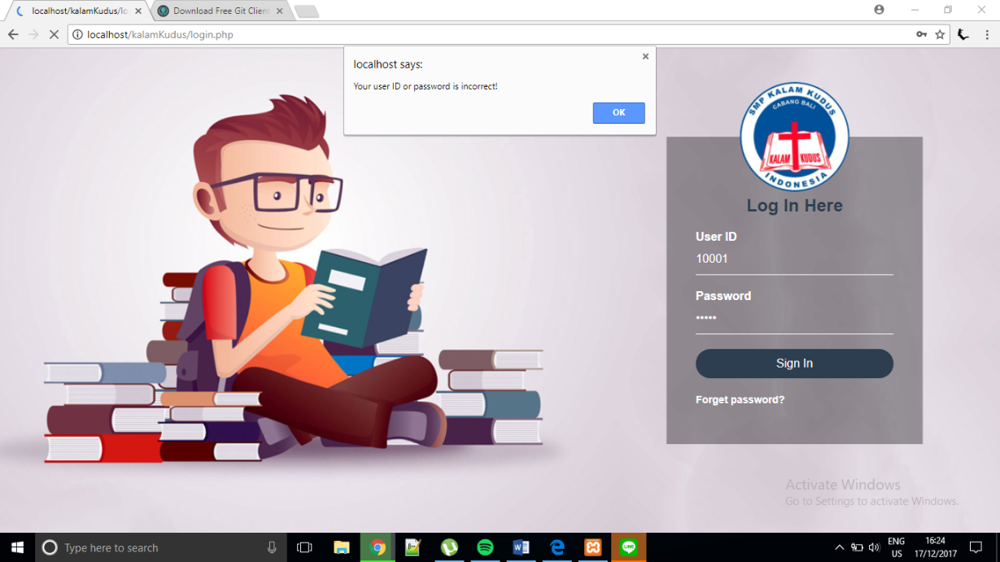 localhost/kalamKudus/lo
Download Free Git Client
localhost/kalamKudus/login.php
localhost says:
Your user ID or password is incorrect!
OK
SMP KALAM KUDUS
CABANG BALI
KALAM KUDUS
INDONESIA
Log In Here
User ID
10001
Password
•••••
Sign In
Forget password?
Activate Windows
Go to Settings to activate Windows.
Type here to search
ENG
US
16:24
17/12/2017